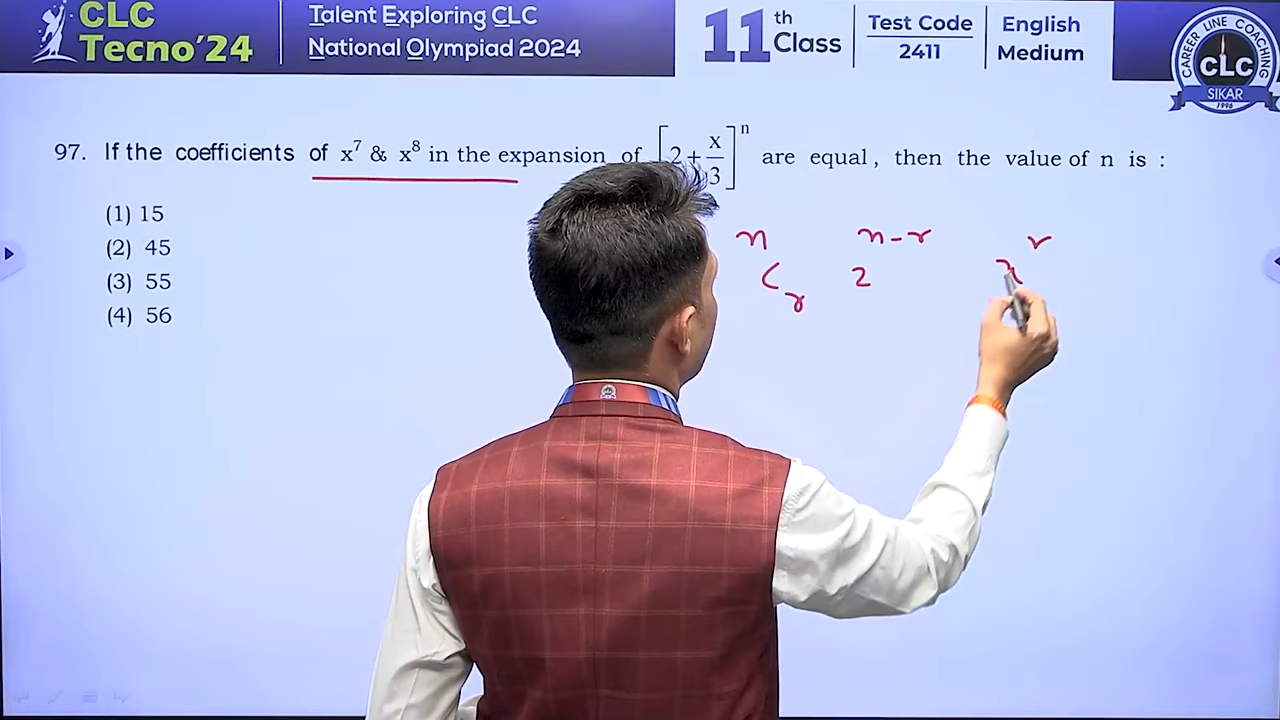 CLC
Tecno'24
Talent Exploring CLC
National Olympiad 2024
11th Class
Test Code
2411
English
Medium
CAREER LINE COACHING
CLC
SIKAR
1996
97. If the coefficients of x⁷ & x⁸ in the expansion of [2 + x/3]ⁿ are equal, then the value of n is :
(1) 15
(2) 45
(3) 55
(4) 56
n n-r r
C r 2 x